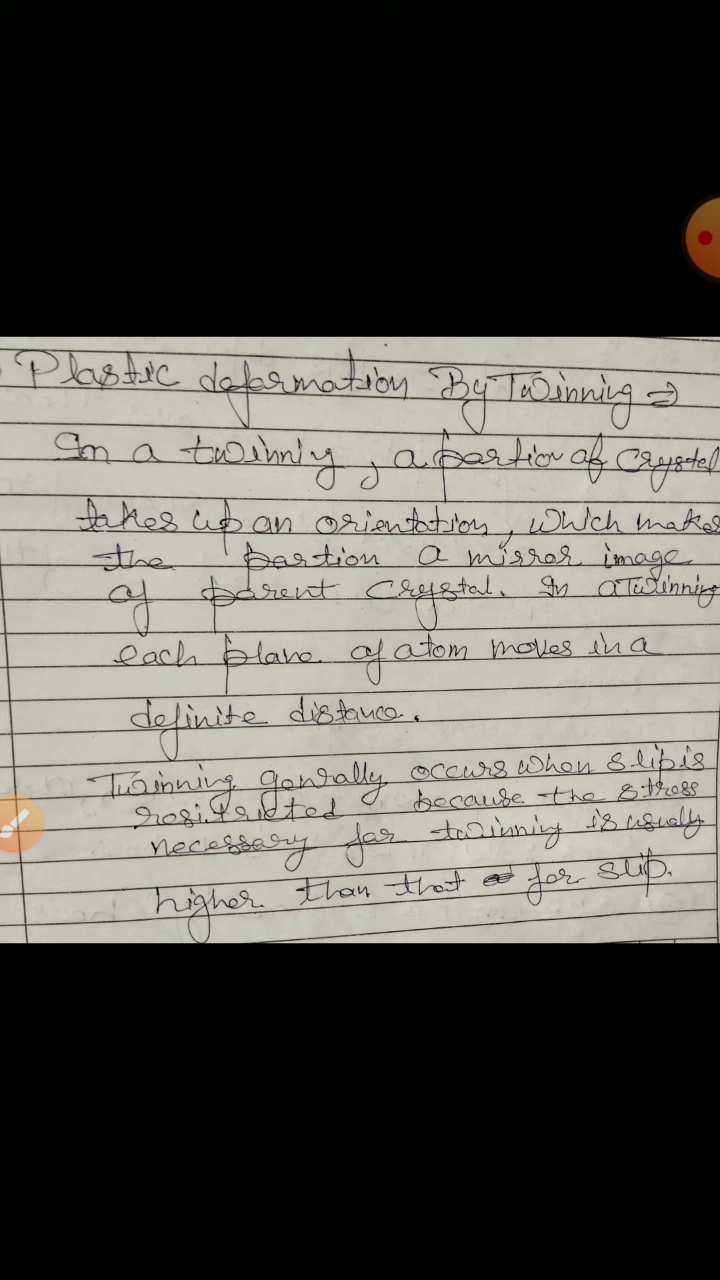 Plastic deformation By Twinning ⇒
In a twinning, a portion of crystal
takes up an orientation, which makes
the portion a mirror image
of parent crystal. In a Twinning
each plane of atom moves in a
definite distance.
Twinning genrally occurs when slip is
resitricted because the stress
necessary for twinning is usually
higher than that for slip.